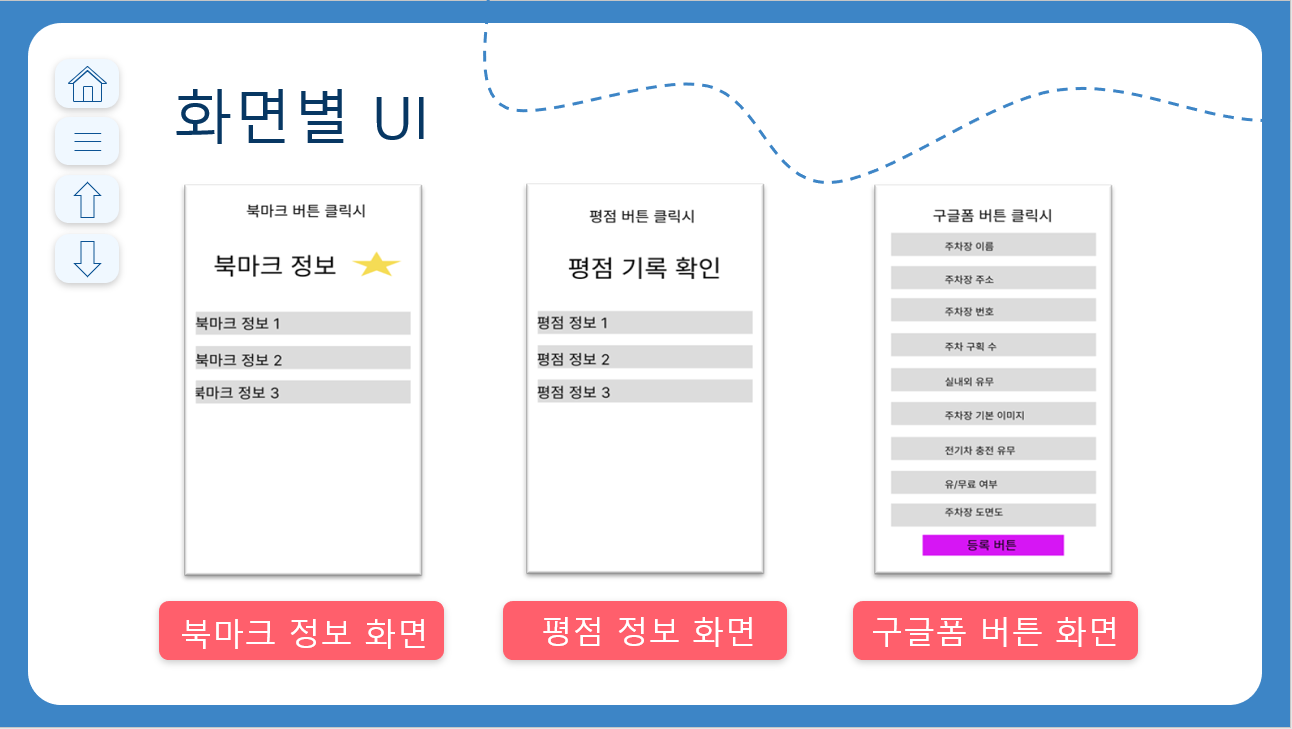 화면별 UI
북마크 버튼 클릭시
북마크 정보
북마크 정보 1
북마크 정보 2
북마크 정보 3
북마크 정보 화면
평점 버튼 클릭시
평점 기록 확인
평점 정보 1
평점 정보 2
평점 정보 3
평점 정보 화면
구글폼 버튼 클릭시
주차장 이름
주차장 주소
주차장 번호
주차 구획 수
실내외 유무
주차장 기본 이미지
전기차 충전 유무
유/무료 여부
주차장 도면도
등록 버튼
구글폼 버튼 화면